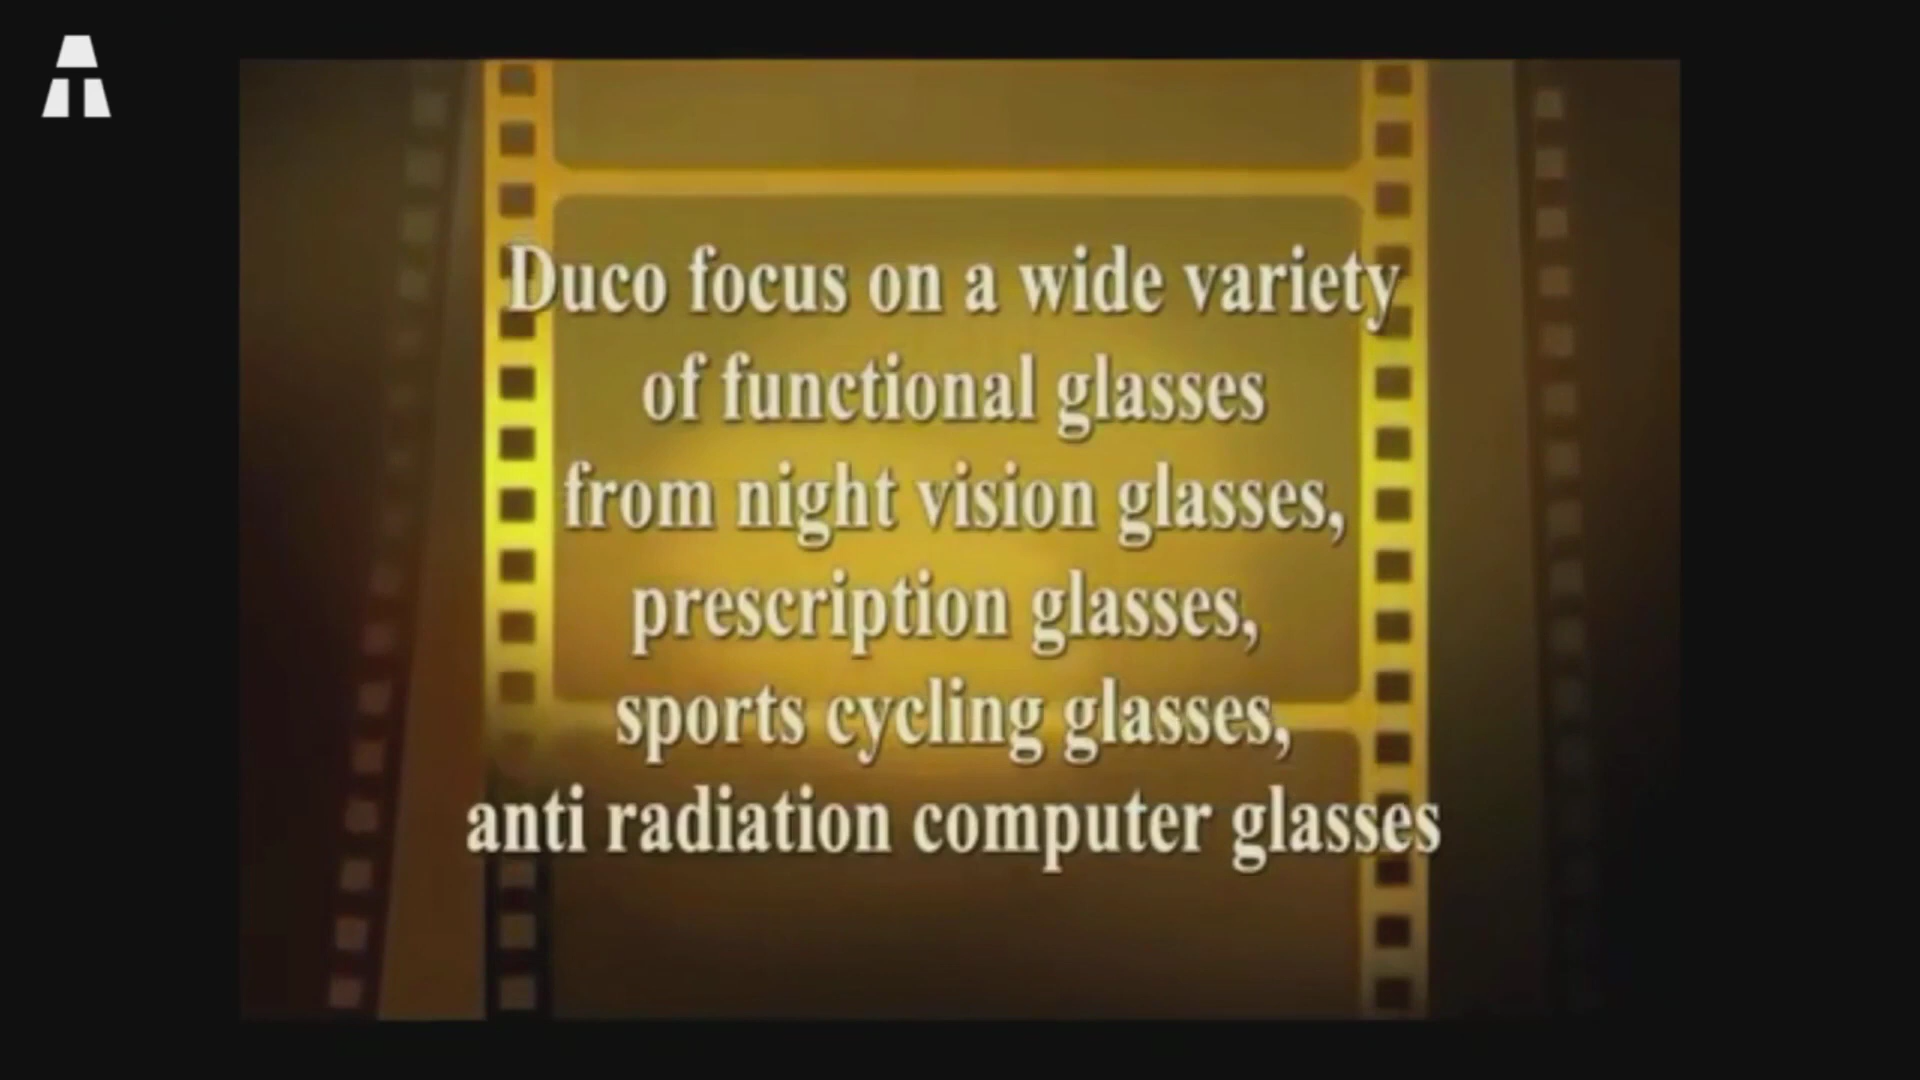 Duco focus on a wide variety
of functional glasses
from night vision glasses,
prescription glasses,
sports cycling glasses,
anti radiation computer glasses